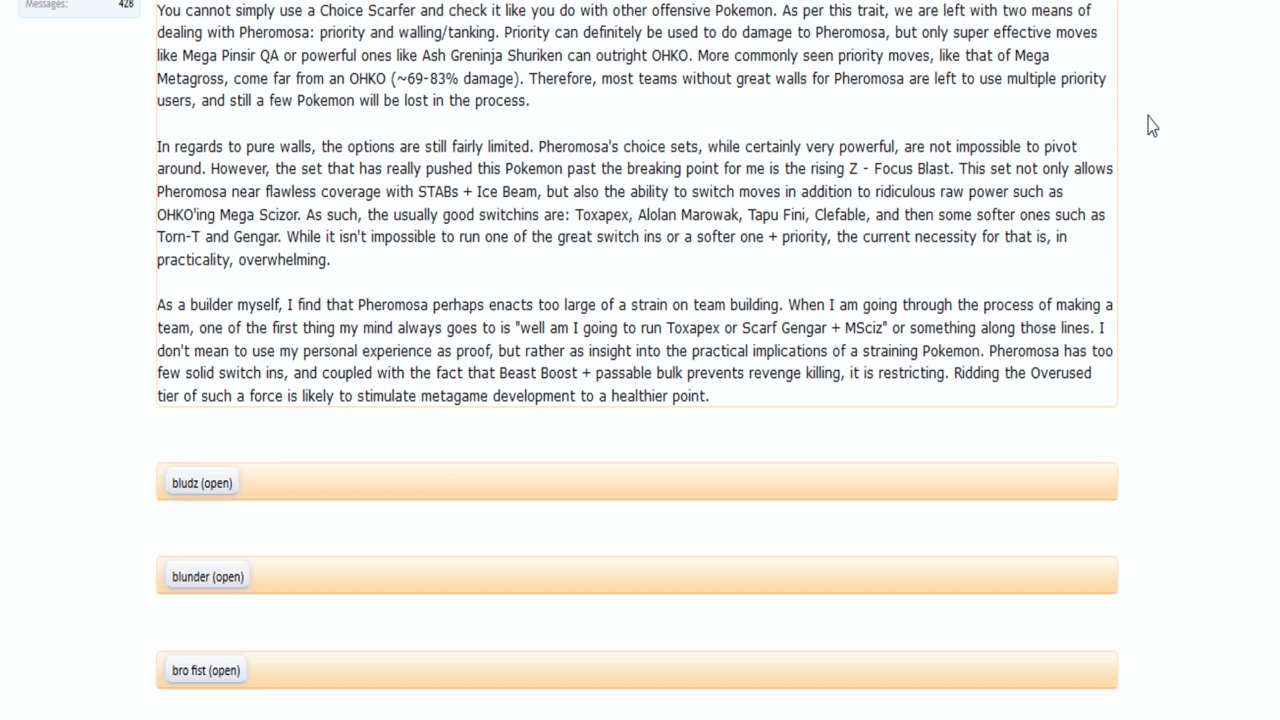 Messages: 428
You cannot simply use a Choice Scarfer and check it like you do with other offensive Pokemon. As per this trait, we are left with two means of
dealing with Pheromosa: priority and walling/tanking. Priority can definitely be used to do damage to Pheromosa, but only super effective moves
like Mega Pinsir QA or powerful ones like Ash Greninja Shuriken can outright OHKO. More commonly seen priority moves, like that of Mega
Metagross, come far from an OHKO (~69-83% damage). Therefore, most teams without great walls for Pheromosa are left to use multiple priority
users, and still a few Pokemon will be lost in the process.
In regards to pure walls, the options are still fairly limited. Pheromosa's choice sets, while certainly very powerful, are not impossible to pivot
around. However, the set that has really pushed this Pokemon past the breaking point for me is the rising Z - Focus Blast. This set not only allows
Pheromosa near flawless coverage with STABs + Ice Beam, but also the ability to switch moves in addition to ridiculous raw power such as
OHKO'ing Mega Scizor. As such, the usually good switchins are: Toxapex, Alolan Marowak, Tapu Fini, Clefable, and then some softer ones such as
Torn-T and Gengar. While it isn't impossible to run one of the great switch ins or a softer one + priority, the current necessity for that is, in
practicality, overwhelming.
As a builder myself, I find that Pheromosa perhaps enacts too large of a strain on team building. When I am going through the process of making a
team, one of the first thing my mind always goes to is "well am I going to run Toxapex or Scarf Gengar + MSciz" or something along those lines. I
don't mean to use my personal experience as proof, but rather as insight into the practical implications of a straining Pokemon. Pheromosa has too
few solid switch ins, and coupled with the fact that Beast Boost + passable bulk prevents revenge killing, it is restricting. Ridding the Overused
tier of such a force is likely to stimulate metagame development to a healthier point.
bludz (open)
blunder (open)
bro fist (open)